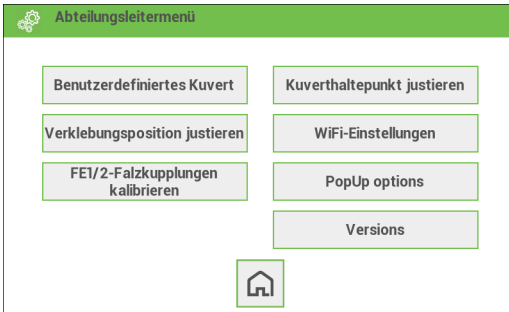 Abteilungsleitermenü
Benutzerdefiniertes Kuvert
Kuverthaltepunkt justieren
Verklebungsposition justieren
WiFi-Einstellungen
FE1/2-Falzkupplungen
kalibrieren
PopUp options
Versions